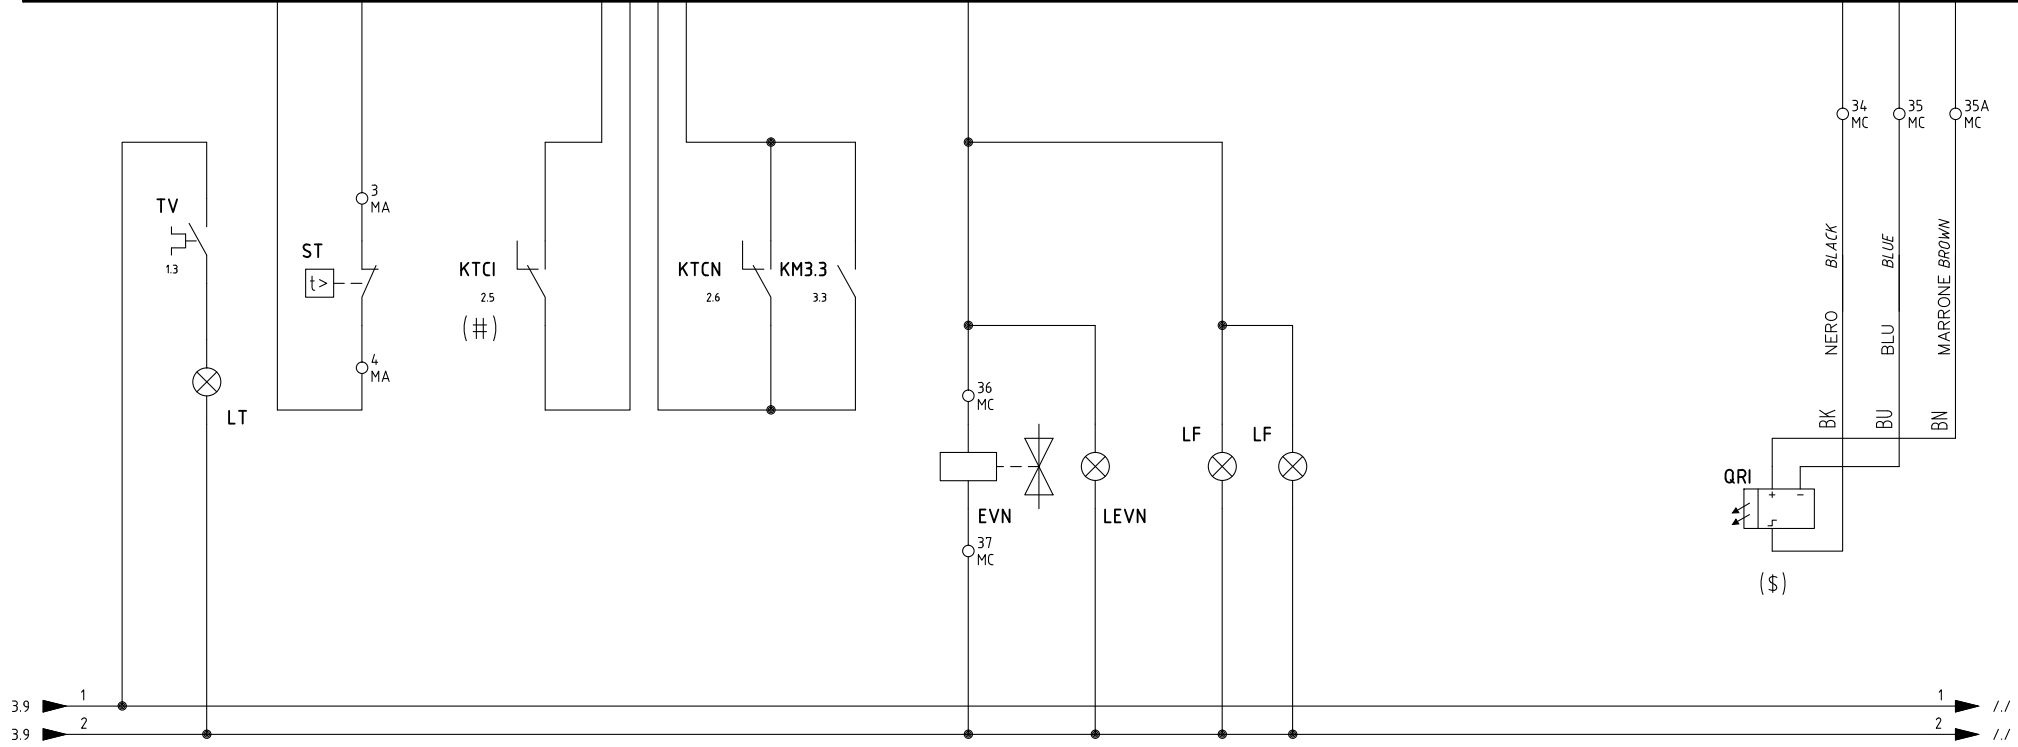 34
MC
35
MC
35A
MC
3
MA
TV
1.3
ST
t>
KTCI
2.5
(#)
KTCN
2.6
KM3.3
3.3
NERO BLACK
BLU BLUE
MARRONE BROWN
4
MA
36
MC
LT
BK
BU
BN
LF
LF
QRI
+
−
EVN
LEVN
37
MC
($)
3.9
1
1
/./
3.9
2
2
/./